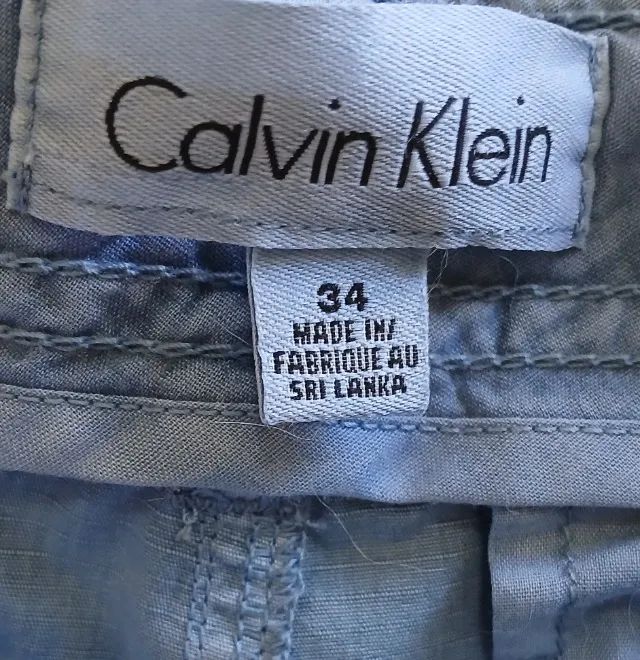 Calvin Klein
34
MADE IN/
FABRIQUE AU
SRI LANKA